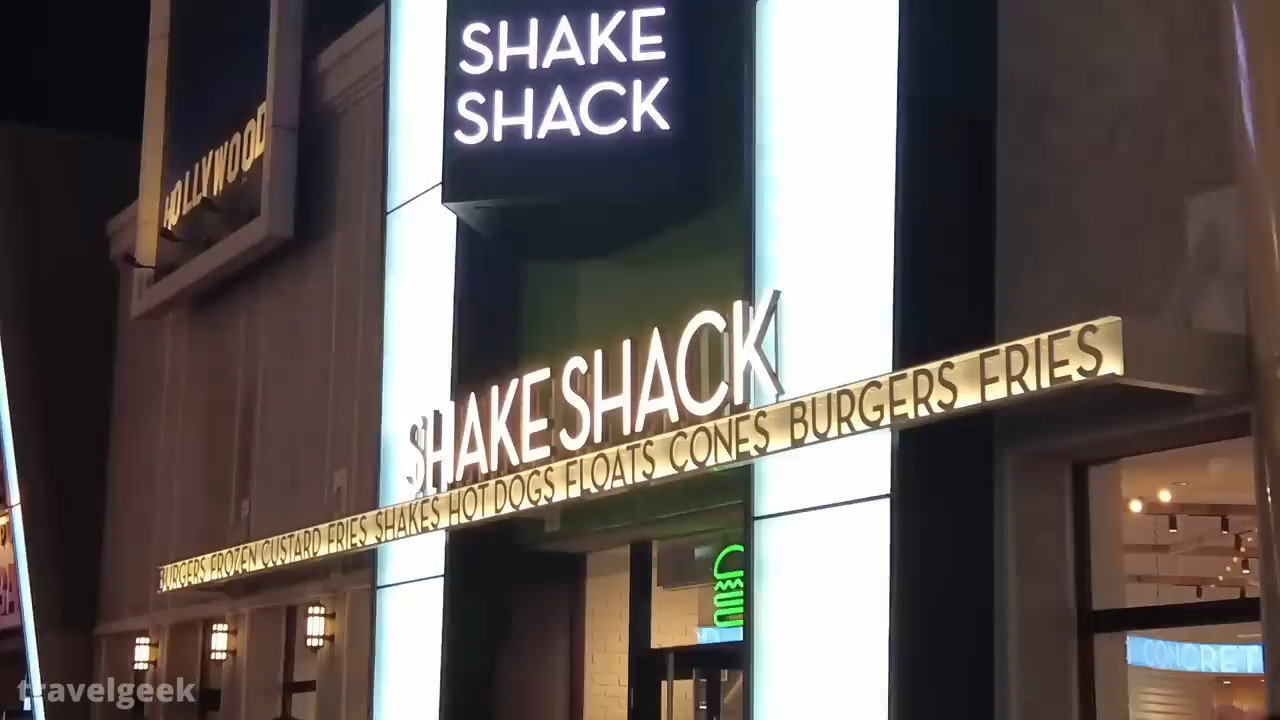 SHAKE
SHACK
HOLLYWOOD
SHAKE SHACK
BURGERS FROZEN CUSTARD FRIES SHAKES HOT DOGS FLOATS CONES BURGERS FRIES
CONCRET
travelgeek